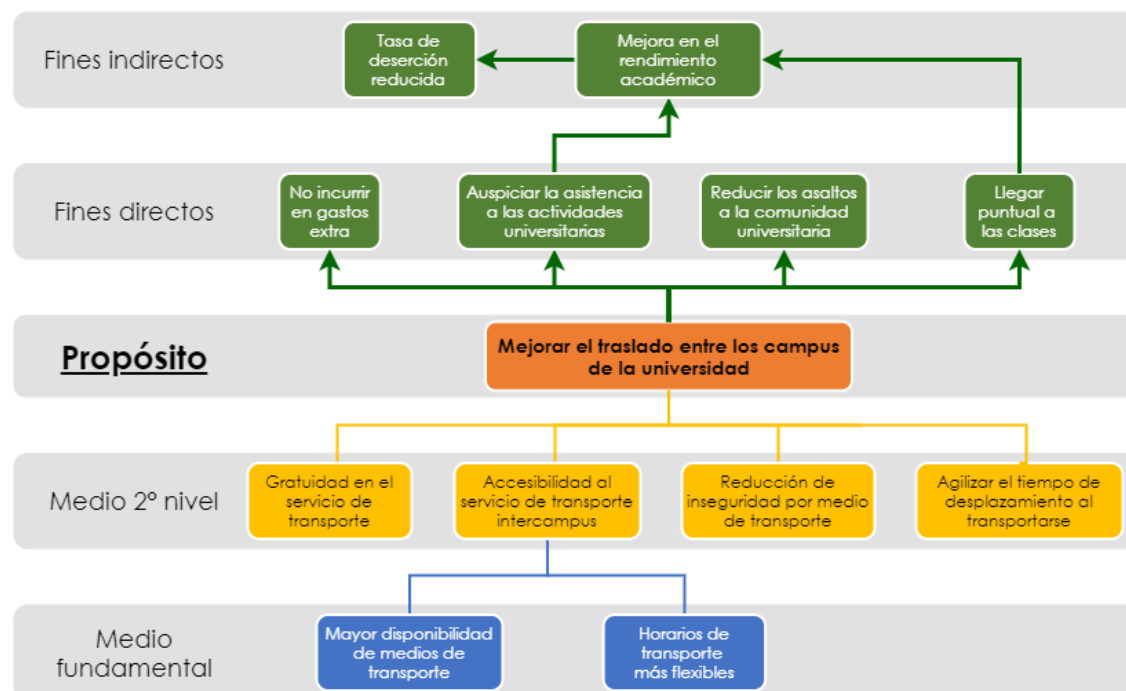 Fines indirectos
Tasa de
deserción
reducida
Mejora en el
rendimiento
académico
Fines directos
No incurrir
en gastos
extra
Auspiciar la asistencia
a las actividades
universitarias
Reducir los asaltos
a la comunidad
universitaria
Llegar
puntual a
las clases
Propósito
Mejorar el traslado entre los campus
de la universidad
Medio 2º nivel
Gratuidad en el
servicio de
transporte
Accesibilidad al
servicio de transporte
intercampus
Reducción de
inseguridad por medio
de transporte
Agilizar el tiempo de
desplazamiento al
transportarse
Medio
fundamental
Mayor disponibilidad
de medios de
transporte
Horarios de
transporte
más flexibles